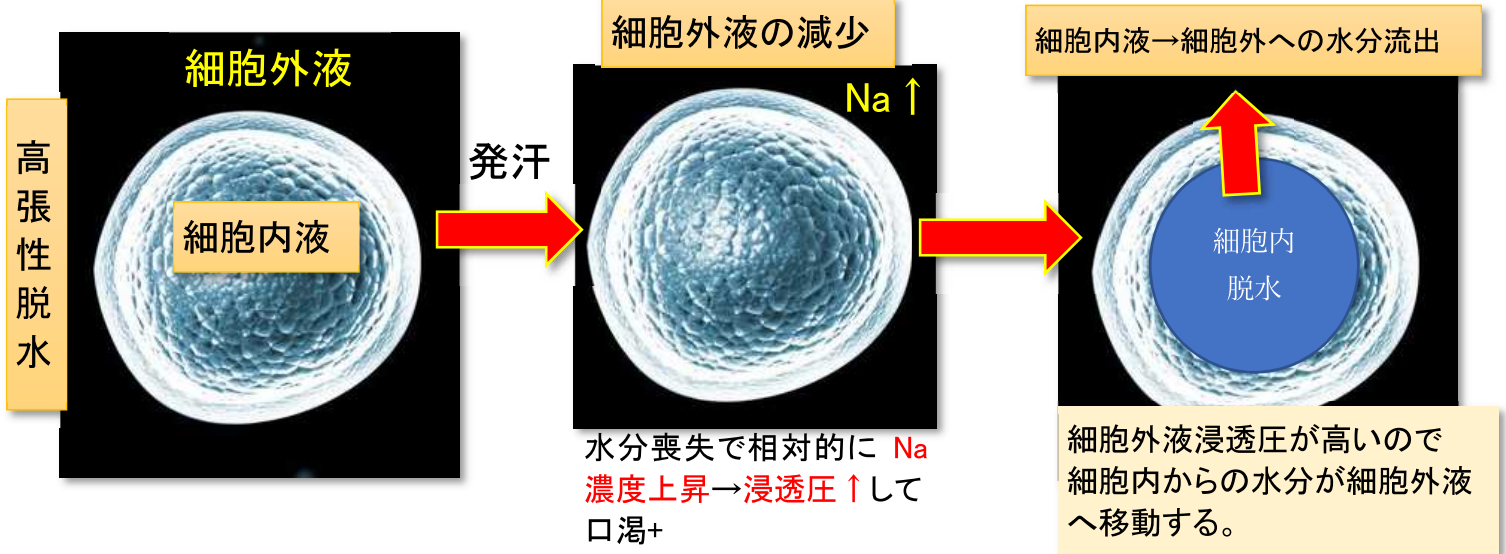 高張性脱水
細胞外液
細胞内液
発汗
細胞外液の減少
Na ↑
水分喪失で相対的に Na
濃度上昇→浸透圧↑して
口渇+
細胞内液→細胞外への水分流出
細胞内
脱水
細胞外液浸透圧が高いので
細胞内からの水分が細胞外液
へ移動する。